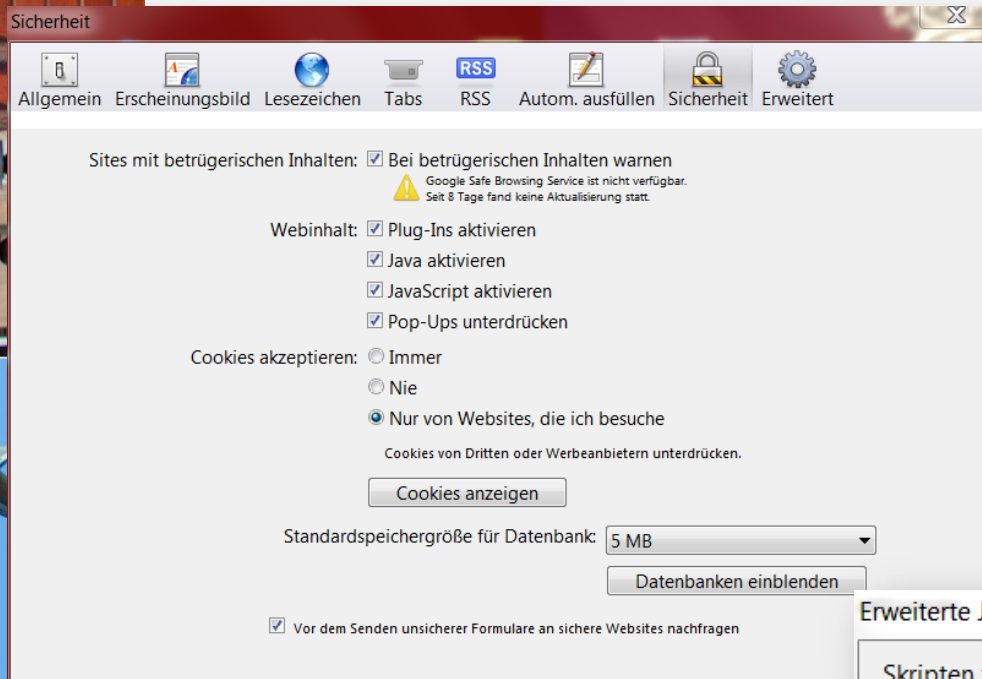 Sicherheit
Allgemein Erscheinungsbild Lesezeichen Tabs RSS Autom. ausfüllen Sicherheit Erweitert
RSS
Sites mit betrügerischen Inhalten: Bei betrügerischen Inhalten warnen
Google Safe Browsing Service ist nicht verfügbar.
Seit 8 Tage fand keine Aktualisierung statt.
Webinhalt: Plug-Ins aktivieren
Java aktivieren
JavaScript aktivieren
Pop-Ups unterdrücken
Cookies akzeptieren: Immer
Nie
Nur von Websites, die ich besuche
Cookies von Dritten oder Werbeanbietern unterdrücken.
Cookies anzeigen
Standardspeichergröße für Datenbank: 5 MB
Datenbanken einblenden
Vor dem Senden unsicherer Formulare an sichere Websites nachfragen
Erweiterte
Skripten